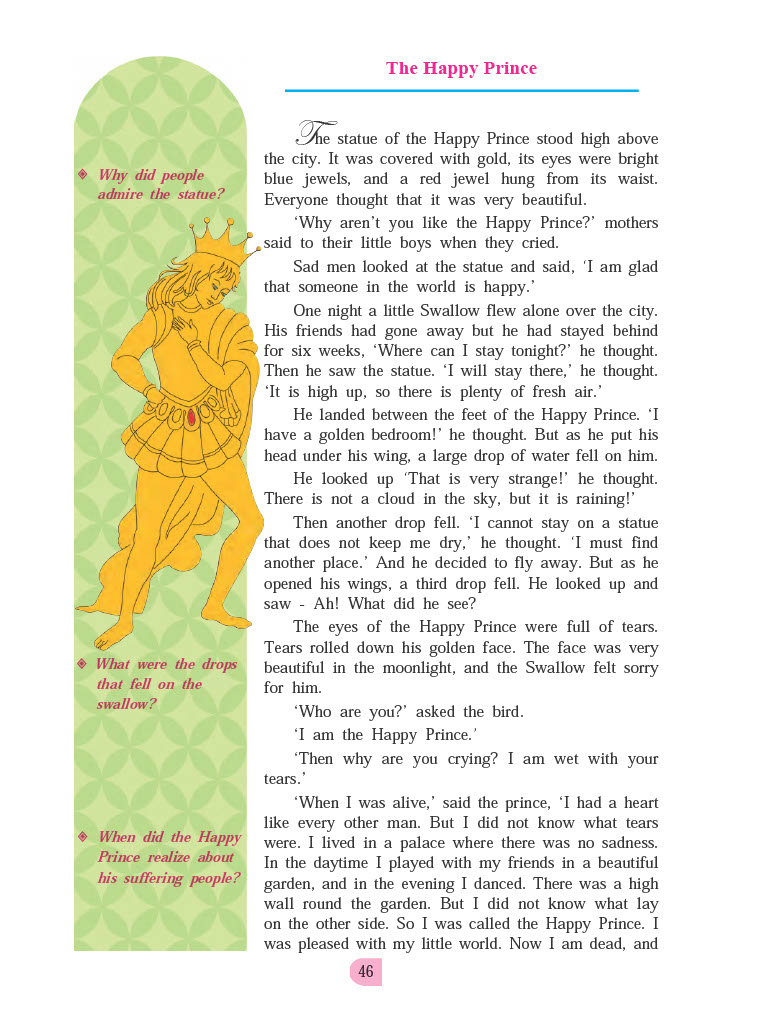 The Happy Prince
The statue of the Happy Prince stood high above
the city. It was covered with gold, its eyes were bright
blue jewels, and a red jewel hung from its waist.
Everyone thought that it was very beautiful.
‘Why aren’t you like the Happy Prince?’ mothers
said to their little boys when they cried.
Sad men looked at the statue and said, ‘I am glad
that someone in the world is happy.’
One night a little Swallow flew alone over the city.
His friends had gone away but he had stayed behind
for six weeks, ‘Where can I stay tonight?’ he thought.
Then he saw the statue. ‘I will stay there,’ he thought.
‘It is high up, so there is plenty of fresh air.’
He landed between the feet of the Happy Prince. ‘I
have a golden bedroom!’ he thought. But as he put his
head under his wing, a large drop of water fell on him.
He looked up ‘That is very strange!’ he thought.
There is not a cloud in the sky, but it is raining!’
Then another drop fell. ‘I cannot stay on a statue
that does not keep me dry,’ he thought. ‘I must find
another place.’ And he decided to fly away. But as he
opened his wings, a third drop fell. He looked up and
saw - Ah! What did he see?
The eyes of the Happy Prince were full of tears.
Tears rolled down his golden face. The face was very
beautiful in the moonlight, and the Swallow felt sorry
for him.
‘Who are you?’ asked the bird.
‘I am the Happy Prince.’
‘Then why are you crying? I am wet with your
tears.’
‘When I was alive,’ said the prince, ‘I had a heart
like every other man. But I did not know what tears
were. I lived in a palace where there was no sadness.
In the daytime I played with my friends in a beautiful
garden, and in the evening I danced. There was a high
wall round the garden. But I did not know what lay
on the other side. So I was called the Happy Prince. I
was pleased with my little world. Now I am dead, and
Why did people
admire the statue?
What were the drops
that fell on the
swallow?
When did the Happy
Prince realize about
his suffering people?
46